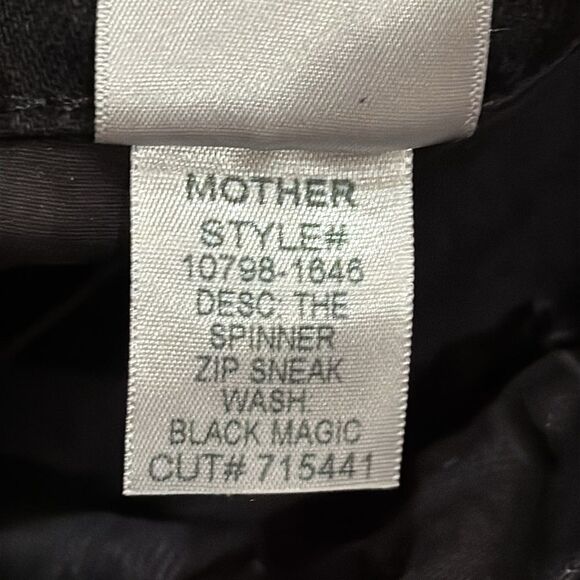 MOTHER
STYLE#
10798-1646
DESC: THE
SPINNER
ZIP SNEAK
WASH:
BLACK MAGIC
CUT# 715441